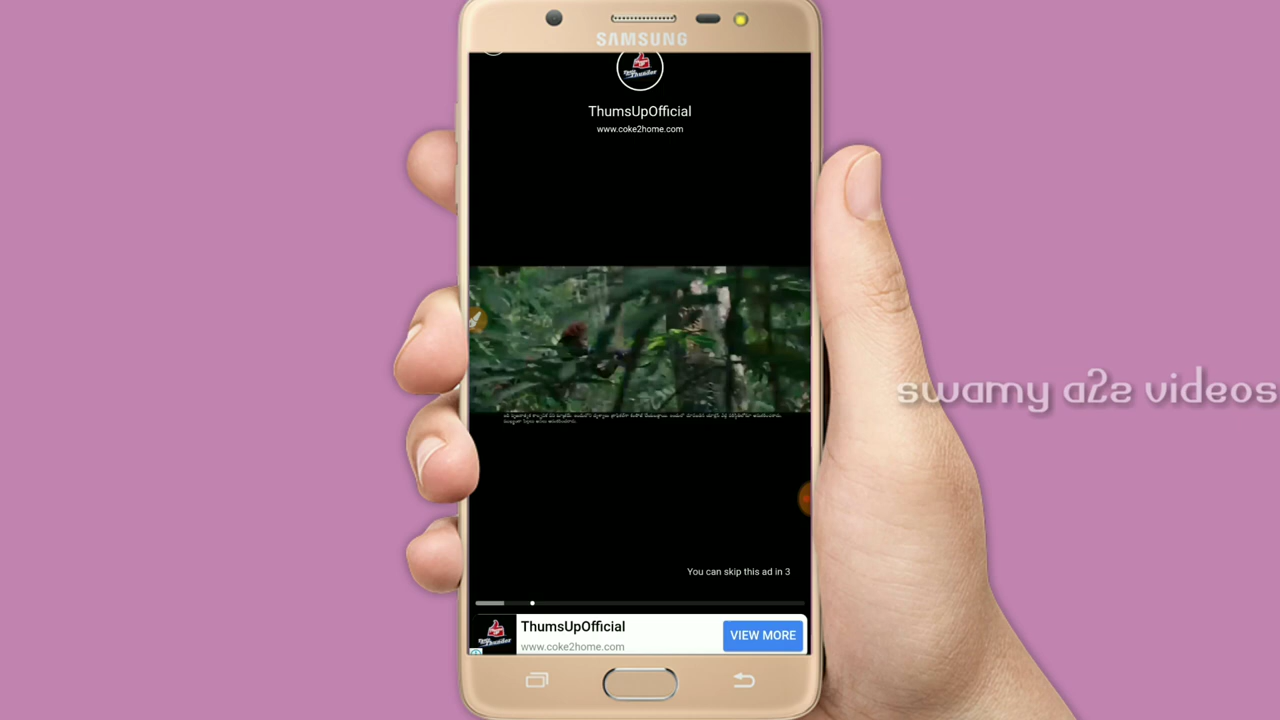 SAMSUNG
ThumsUpOfficial
www.coke2home.com
swamy a2e videos
You can skip this ad in 3
ThumsUpOfficial
www.coke2home.com
VIEW MORE